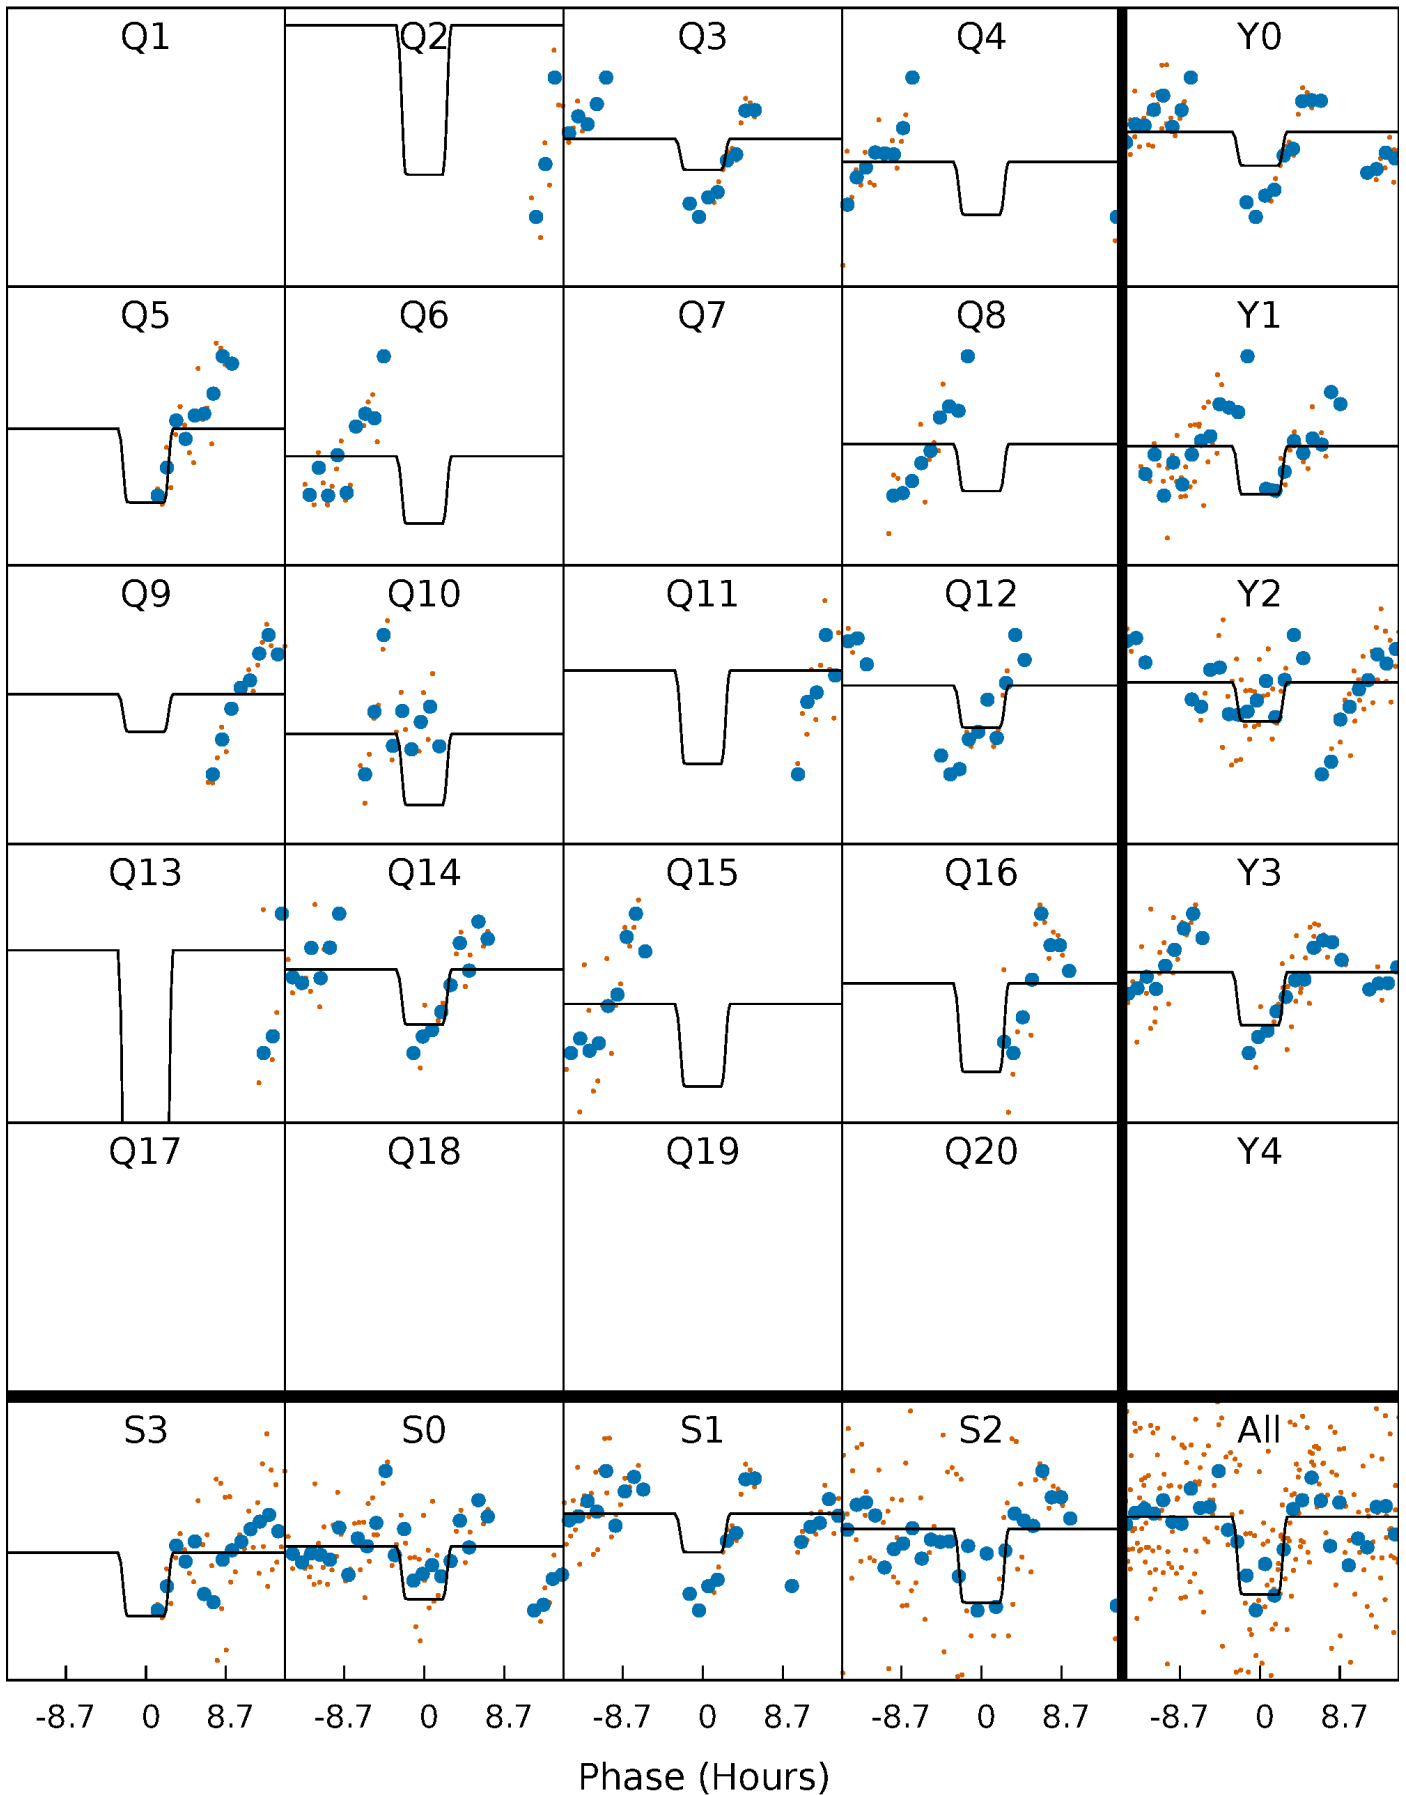 Q1 Q2 Q3 Q4 Y0
Q5 Q6 Q7 Q8 Y1
Q9 Q10 Q11 Q12 Y2
Q13 Q14 Q15 Q16 Y3
Q17 Q18 Q19 Q20 Y4
S3 S0 S1 S2 All
-8.7 0 8.7 -8.7 0 8.7 -8.7 0 8.7 -8.7 0 8.7 -8.7 0 8.7
Phase (Hours)